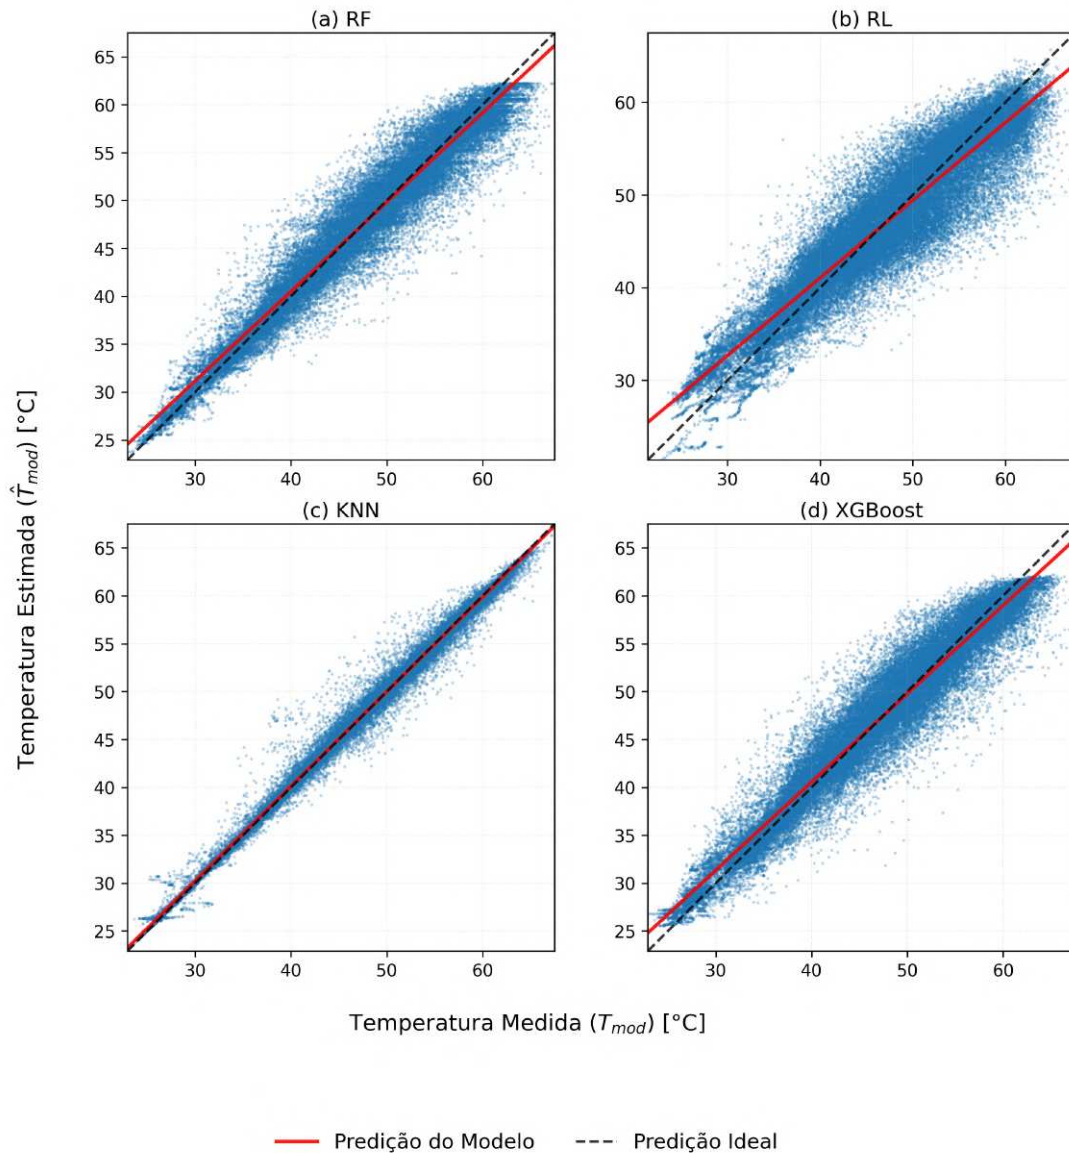 (a) RF
(b) RL
65
60
55
50
45
40
35
30
25
60
50
40
30
30 40 50 60
30 40 50 60
Temperatura Estimada (T̂mod) [°C]
(c) KNN
(d) XGBoost
65
60
55
50
45
40
35
30
25
65
60
55
50
45
40
35
30
25
30 40 50 60
30 40 50 60
Temperatura Medida (Tmod) [°C]
Predição do Modelo
Predição Ideal